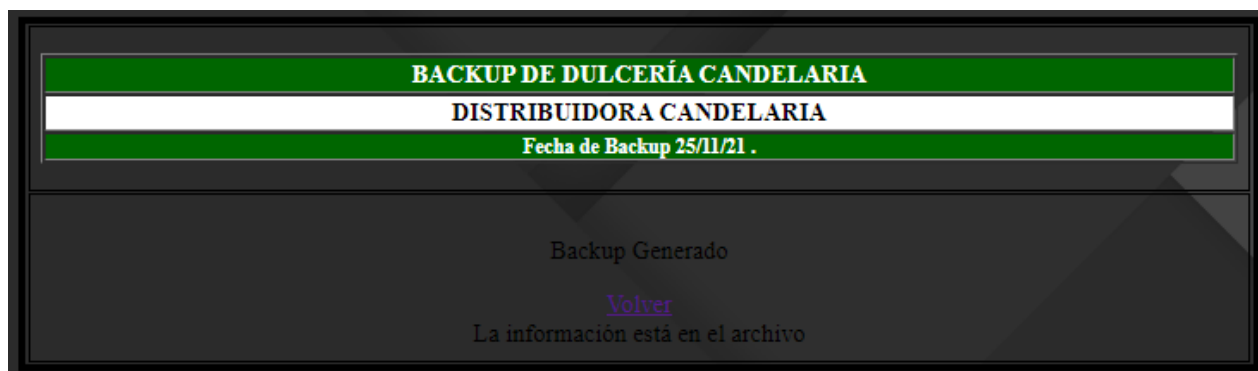 BACKUP DE DULCERÍA CANDELARIA
DISTRIBUIDORA CANDELARIA
Fecha de Backup 25/11/21 .
Backup Generado
Volver
La información está en el archivo